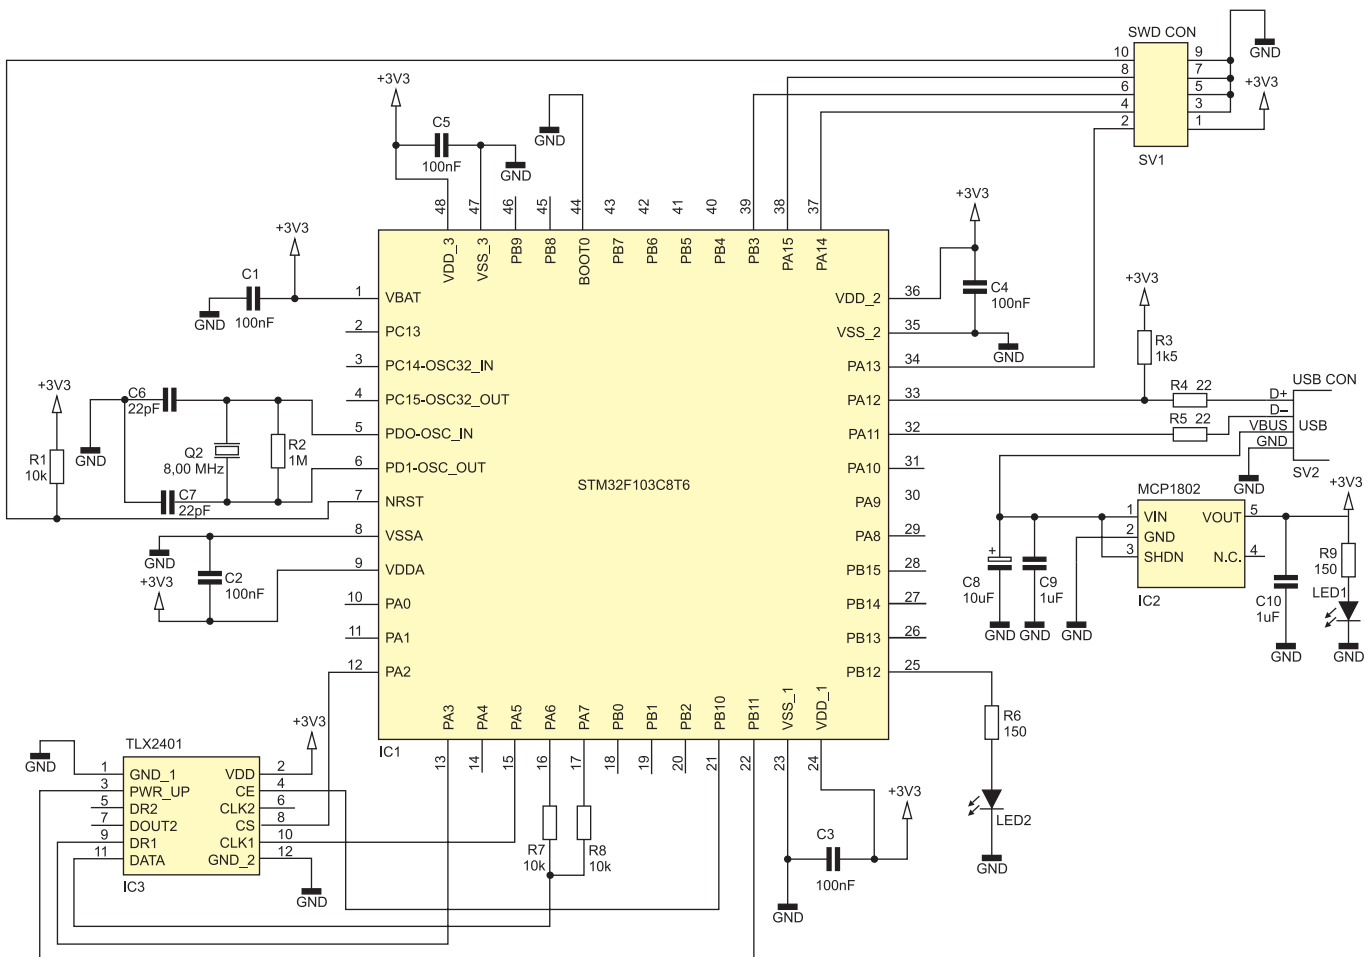 SWD CON
10 9
8 7
6 5
4 3
2 1
SV1
GND
+3V3
+3V3
C5
100nF
GND
GND
48 47 46 45 44 43 42 41 40 39 38 37
VDD_3 VSS_3 PB9 PB8 BOOT0 PB7 PB6 PB5 PB4 PB3 PA15 PA14
+3V3
C1
100nF
GND
1 VBAT
2 PC13
3 PC14-OSC32_IN
4 PC15-OSC32_OUT
5 PDO-OSC_IN
6 PD1-OSC_OUT
7 NRST
8 VSSA
9 VDDA
10 PA0
11 PA1
12 PA2
STM32F103C8T6
VDD_2 36
VSS_2 35
PA13 34
PA12 33
PA11 32
PA10 31
PA9 30
PA8 29
PB15 28
PB14 27
PB13 26
PB12 25
PA3 PA4 PA5 PA6 PA7 PB0 PB1 PB2 PB10 PB11 VSS_1 VDD_1
13 14 15 16 17 18 19 20 21 22 23 24
IC1
+3V3
C4
100nF
GND
+3V3
R3
1k5
R4 22
R5 22
USB CON
D+
D−
VBUS
GND
USB
SV2
GND
+3V3
R1
10k
C6
22pF
GND
Q2
8,00 MHz
R2
1M
C7
22pF
GND
+3V3
C2
100nF
MCP1802
1 VIN VOUT 5
2 GND
3 SHDN N.C. 4
IC2
+
C8
10uF
C9
1uF
GND
GND
GND
C10
1uF
GND
+3V3
R9
150
LED1
GND
R6
150
LED2
GND
+3V3
C3
100nF
GND
TLX2401
1 GND_1 VDD 2
3 PWR_UP CE 4
5 DR2 CLK2 6
7 DOUT2 CS 8
9 DR1 CLK1 10
11 DATA GND_2 12
IC3
GND
+3V3
GND
R7
10k
R8
10k